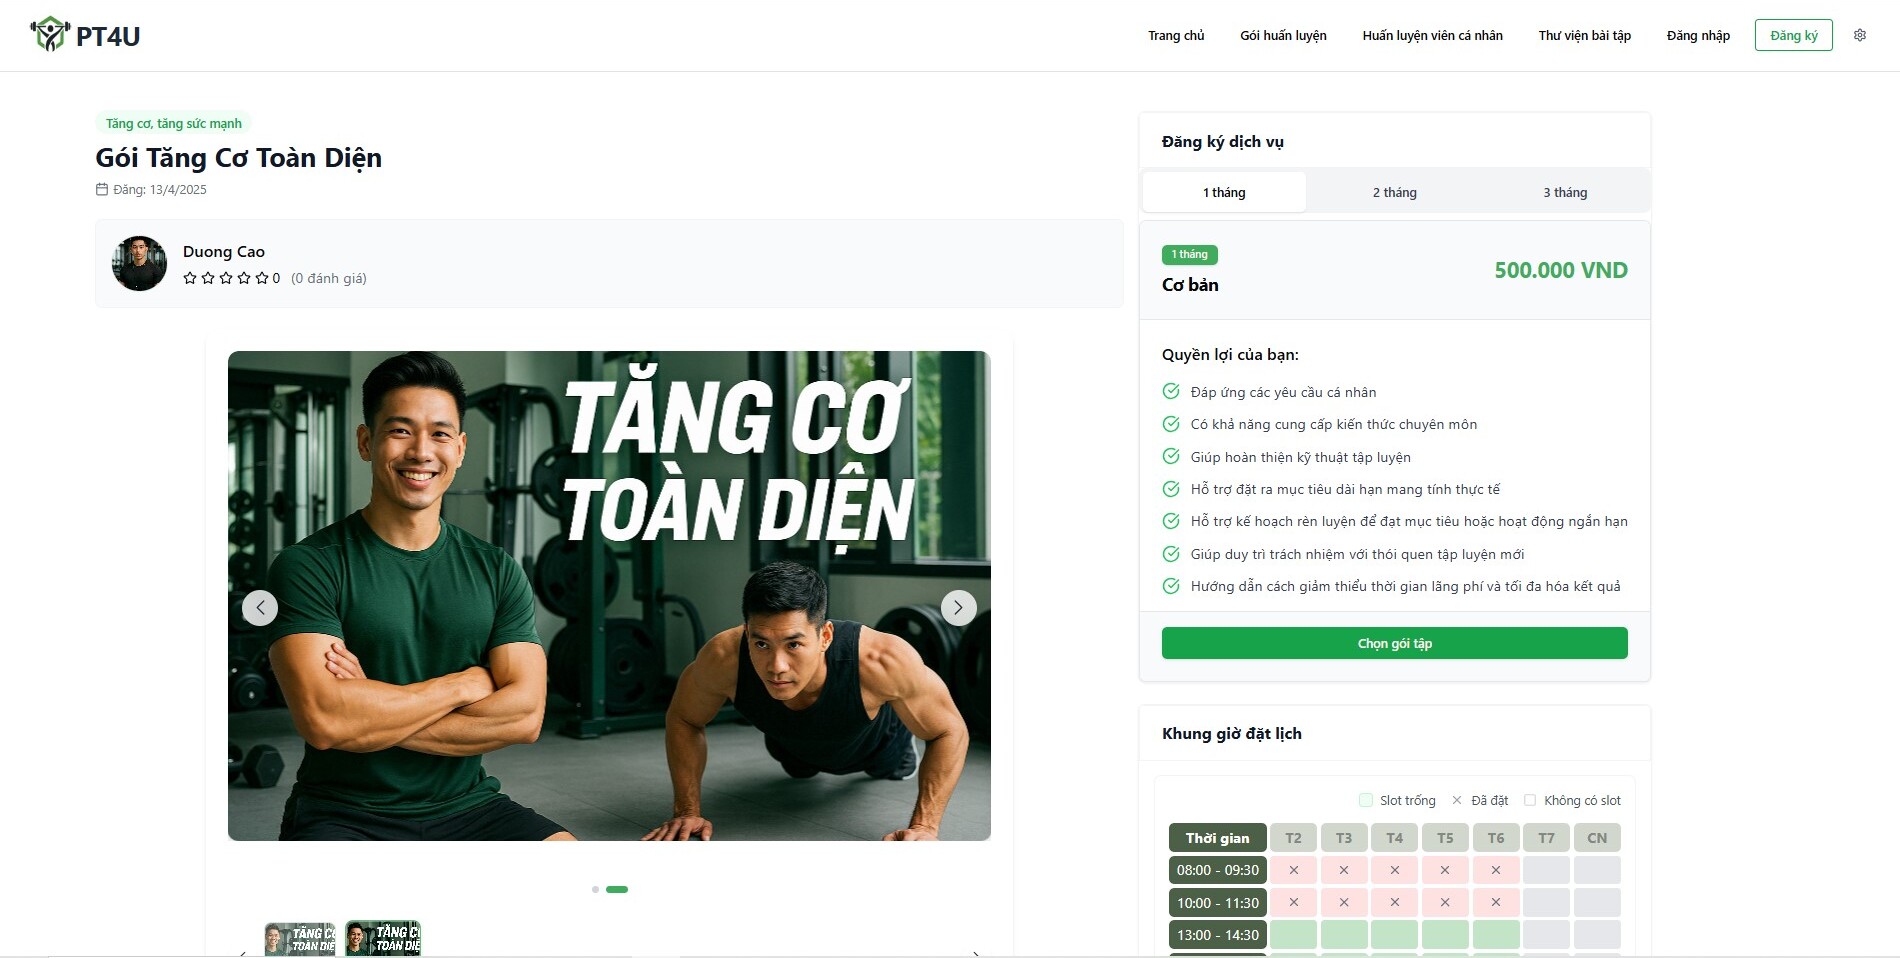 PT4U
Trang chủ
Gói huấn luyện
Huấn luyện viên cá nhân
Thư viện bài tập
Đăng nhập
Đăng ký
Tăng cơ, tăng sức mạnh
Gói Tăng Cơ Toàn Diện
Đăng: 13/4/2025
Duong Cao
0 (0 đánh giá)
TĂNG CƠ
TOÀN DIỆN
TĂNG CƠ
TOÀN DIỆ
TĂNG CƠ
TOÀN DIỆ
Đăng ký dịch vụ
1 tháng
2 tháng
3 tháng
1 tháng
Cơ bản
500.000 VND
Quyền lợi của bạn:
Đáp ứng các yêu cầu cá nhân
Có khả năng cung cấp kiến thức chuyên môn
Giúp hoàn thiện kỹ thuật tập luyện
Hỗ trợ đặt ra mục tiêu dài hạn mang tính thực tế
Hỗ trợ kế hoạch rèn luyện để đạt mục tiêu hoặc hoạt động ngắn hạn
Giúp duy trì trách nhiệm với thói quen tập luyện mới
Hướng dẫn cách giảm thiểu thời gian lãng phí và tối đa hóa kết quả
Chọn gói tập
Khung giờ đặt lịch
Slot trống × Đã đặt Không có slot
Thời gian T2 T3 T4 T5 T6 T7 CN
08:00 - 09:30 × × × × ×
10:00 - 11:30 × × × × ×
13:00 - 14:30